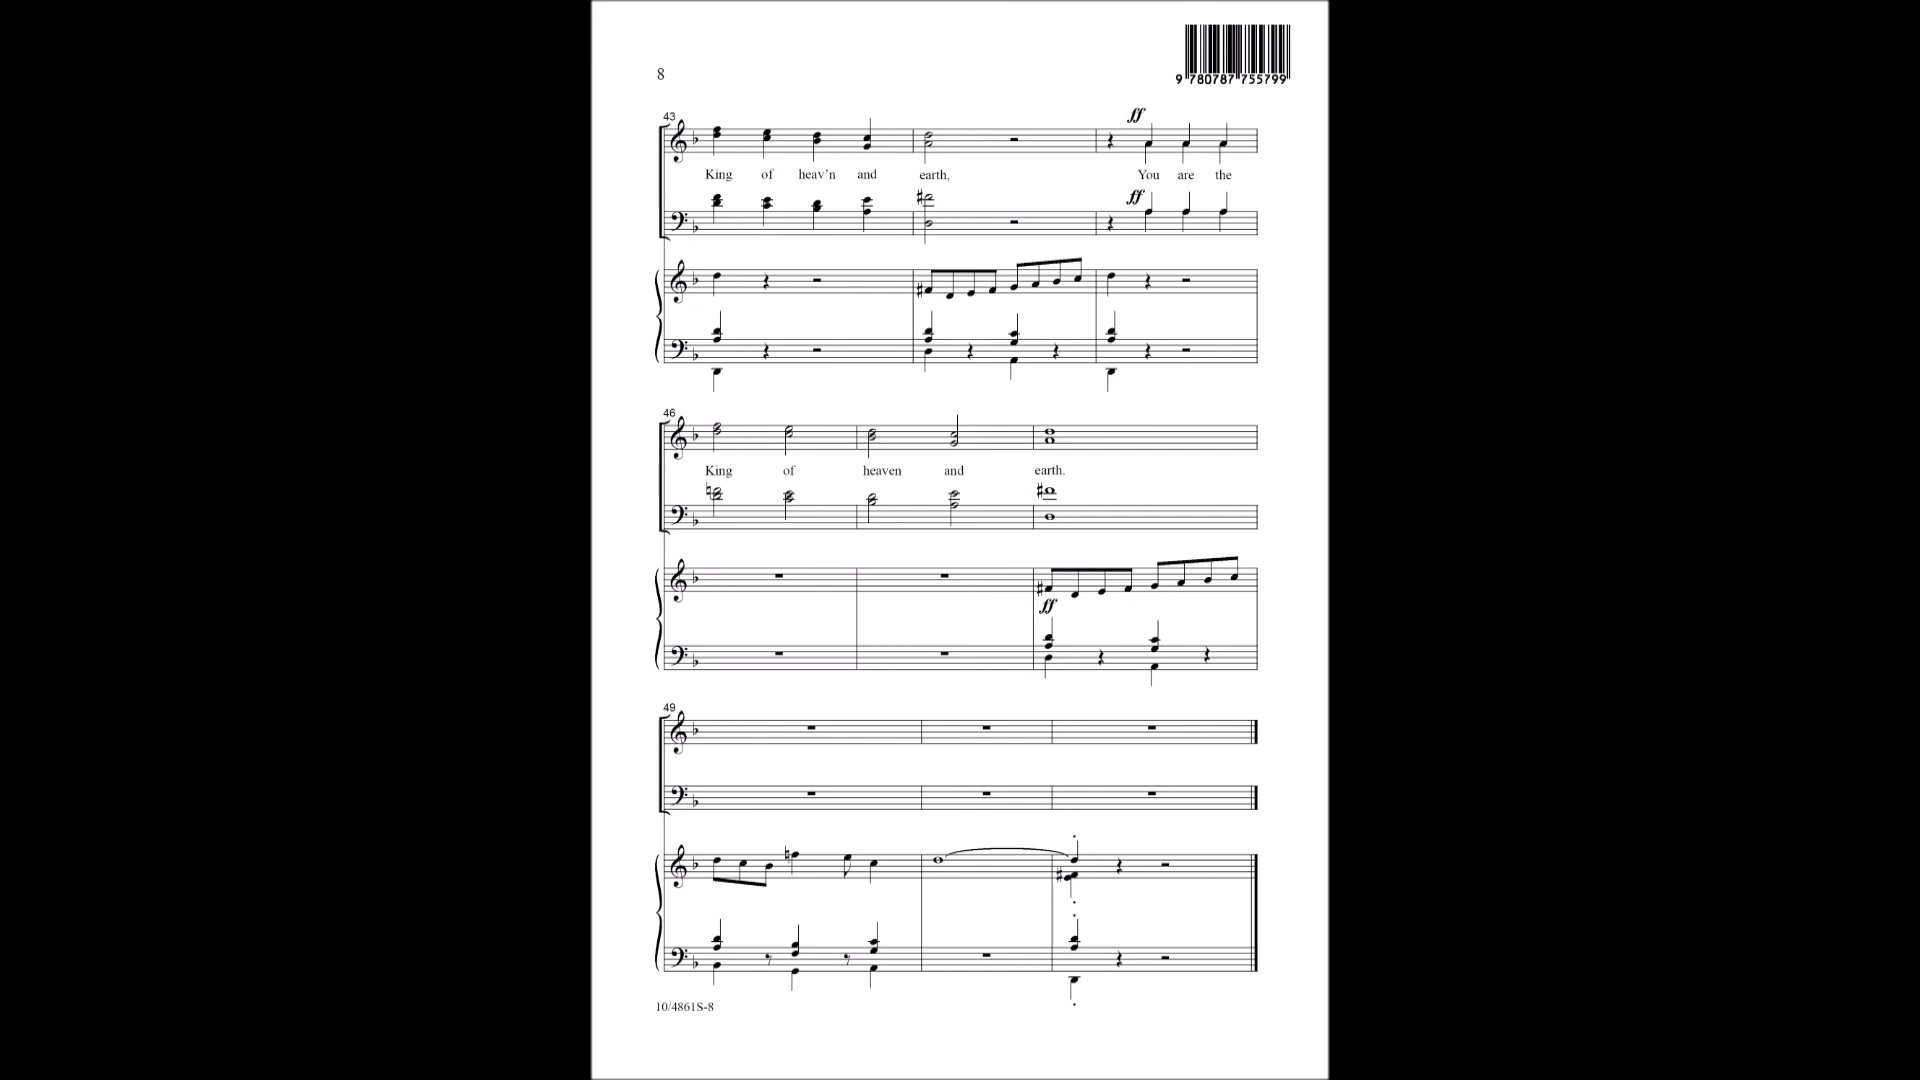 9 780787 755799
8
43
ff
King of heav'n and earth, You are the
ff
46
King of heaven and earth.
ff
49
10/4861S-8